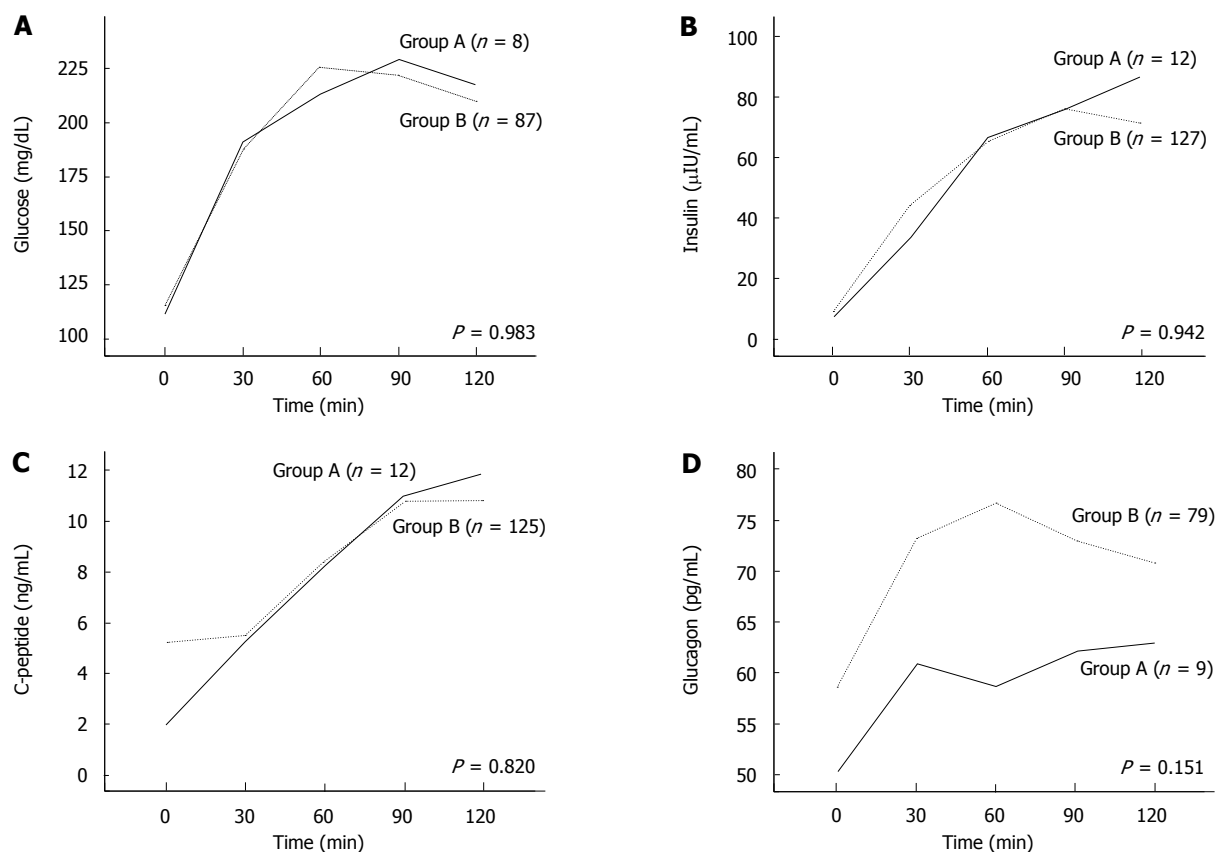 A
Group A (n = 8)
Group B (n = 87)
225
200
175
150
125
100
Glucose (mg/dL)
P = 0.983
0 30 60 90 120
Time (min)
B
Group A (n = 12)
Group B (n = 127)
100
80
60
40
20
0
Insulin (μIU/mL)
P = 0.942
0 30 60 90 120
Time (min)
C
Group A (n = 12)
Group B (n = 125)
12
10
8
6
4
2
0
C-peptide (ng/mL)
P = 0.820
0 30 60 90 120
Time (min)
D
Group B (n = 79)
Group A (n = 9)
80
75
70
65
60
55
50
Glucagon (pg/mL)
P = 0.151
0 30 60 90 120
Time (min)